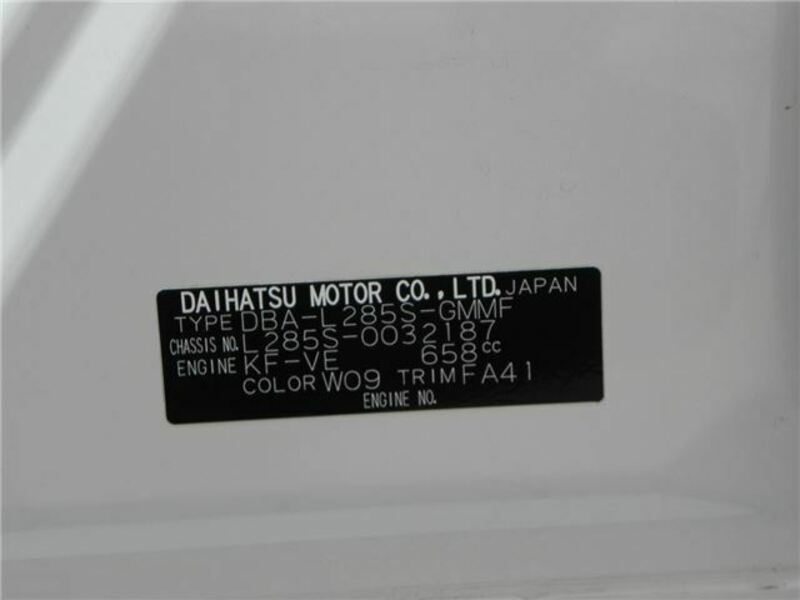 DAIHATSU MOTOR CO., LTD. JAPAN
TYPE DBA-L285S-GMMF
CHASSIS NO. L285S-0032187
ENGINE KF-VE 658cc
COLOR W09 TRIM FA41
ENGINE NO.